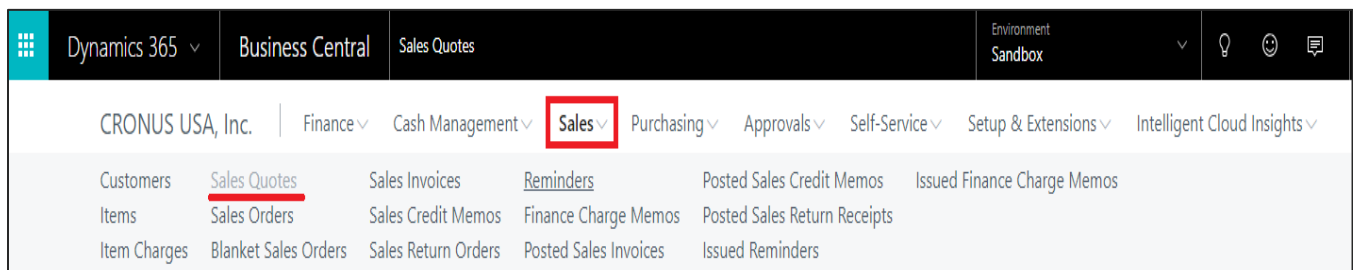 Dynamics 365 Business Central Sales Quotes Environment
Sandbox
CRONUS USA, Inc. Finance Cash Management Sales Purchasing Approvals Self-Service Setup & Extensions Intelligent Cloud Insights
Customers Sales Quotes Sales Invoices Reminders Posted Sales Credit Memos Issued Finance Charge Memos
Items Sales Orders Sales Credit Memos Finance Charge Memos Posted Sales Return Receipts
Item Charges Blanket Sales Orders Sales Return Orders Posted Sales Invoices Issued Reminders